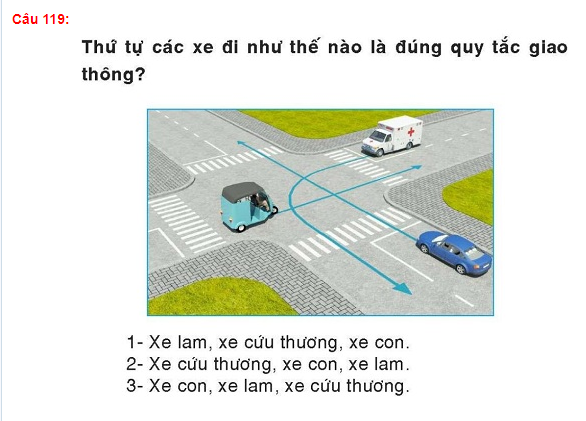 Câu 119:
Thứ tự các xe đi như thế nào là đúng quy tắc giao
thông?
1- Xe lam, xe cứu thương, xe con.
2- Xe cứu thương, xe con, xe lam.
3- Xe con, xe lam, xe cứu thương.